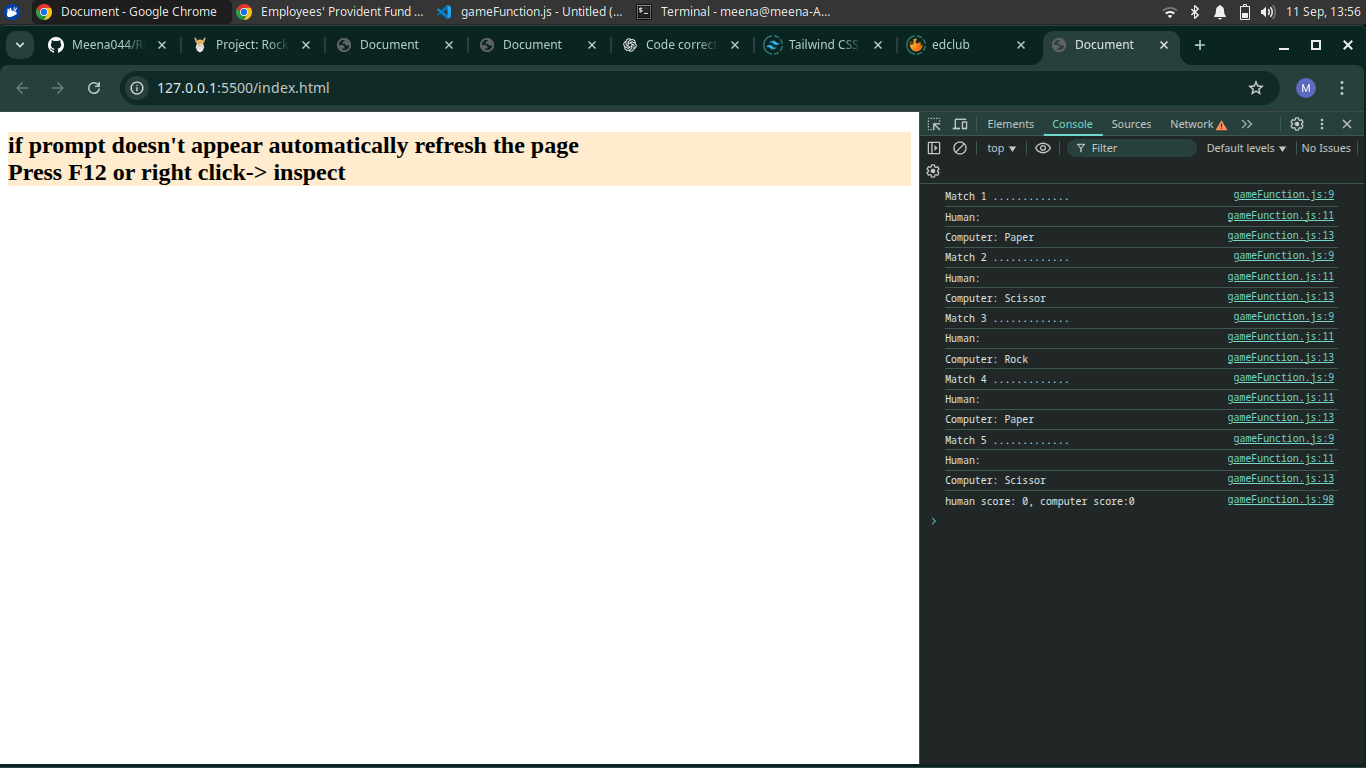 Document - Google Chrome
Employees' Provident Fund ...
gameFunction.js - Untitled (...
Terminal - meena@meena-A...
11 Sep, 13:56
Meena044/R
Project: Rock
Document
Document
Code correct
Tailwind CSS
edclub
Document
127.0.0.1:5500/index.html
M
if prompt doesn't appear automatically refresh the page
Press F12 or right click-> inspect
Elements
Console
Sources
Network
top
Filter
Default levels
No Issues
Match 1 ............. gameFunction.js:9
Human: gameFunction.js:11
Computer: Paper gameFunction.js:13
Match 2 ............. gameFunction.js:9
Human: gameFunction.js:11
Computer: Scissor gameFunction.js:13
Match 3 ............. gameFunction.js:9
Human: gameFunction.js:11
Computer: Rock gameFunction.js:13
Match 4 ............. gameFunction.js:9
Human: gameFunction.js:11
Computer: Paper gameFunction.js:13
Match 5 ............. gameFunction.js:9
Human: gameFunction.js:11
Computer: Scissor gameFunction.js:13
human score: 0, computer score:0 gameFunction.js:98